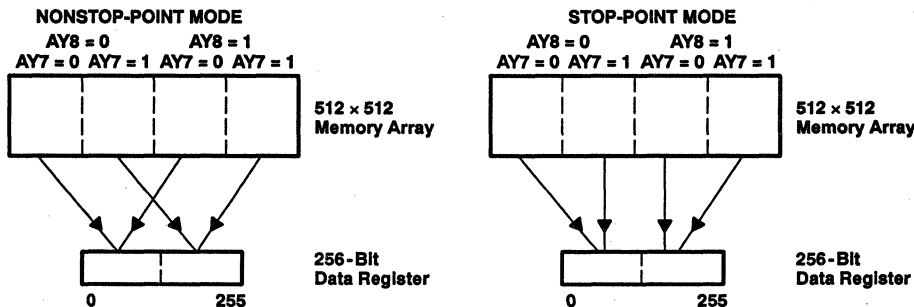 NONSTOP-POINT MODE
AY8 = 0 AY8 = 1
AY7 = 0 AY7 = 1 AY7 = 0 AY7 = 1
512 × 512
Memory Array
256-Bit
Data Register
0 255
STOP-POINT MODE
AY8 = 0 AY8 = 1
AY7 = 0 AY7 = 1 AY7 = 0 AY7 = 1
512 × 512
Memory Array
256-Bit
Data Register
0 255